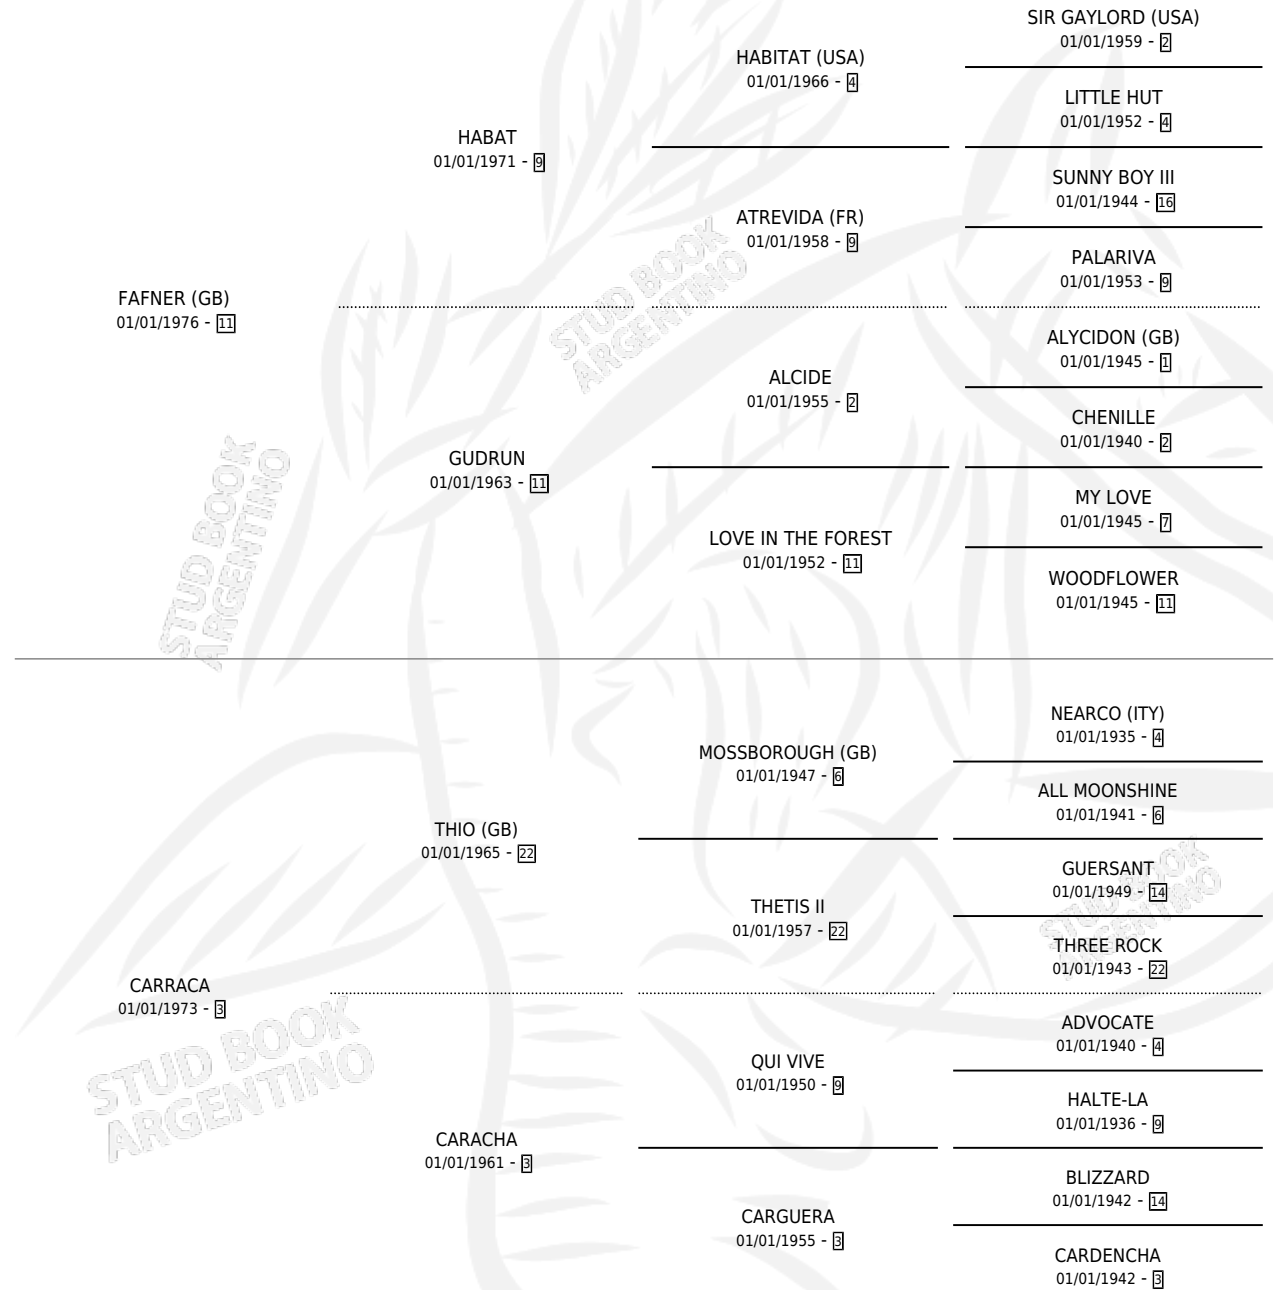 SIR GAYLORD (USA)
01/01/1959 - 2
HABITAT (USA)
01/01/1966 - 4
LITTLE HUT
01/01/1952 - 4
HABAT
01/01/1971 - 9
SUNNY BOY III
01/01/1944 - 16
ATREVIDA (FR)
01/01/1958 - 9
PALARIVA
01/01/1953 - 9
FAFNER (GB)
01/01/1976 - 11
ALYCIDON (GB)
01/01/1945 - 1
ALCIDE
01/01/1955 - 2
CHENILLE
01/01/1940 - 2
GUDRUN
01/01/1963 - 11
MY LOVE
01/01/1945 - 7
LOVE IN THE FOREST
01/01/1952 - 11
WOODFLOWER
01/01/1945 - 11
NEARCO (ITY)
01/01/1935 - 4
MOSSBOROUGH (GB)
01/01/1947 - 6
ALL MOONSHINE
01/01/1941 - 6
THIO (GB)
01/01/1965 - 22
GUERSANT
01/01/1949 - 14
THETIS II
01/01/1957 - 22
THREE ROCK
01/01/1943 - 22
CARRACA
01/01/1973 - 3
ADVOCATE
01/01/1940 - 4
QUI VIVE
01/01/1950 - 9
HALTE-LA
01/01/1936 - 9
CARACHA
01/01/1961 - 3
BLIZZARD
01/01/1942 - 14
CARGUERA
01/01/1955 - 3
CARDENCHA
01/01/1942 - 3
STUD BOOK
ARGENTINO
STUD BOOK
ARGENTINO
STUD BOOK
ARGENTINO
STUD BOOK
ARGENTINO